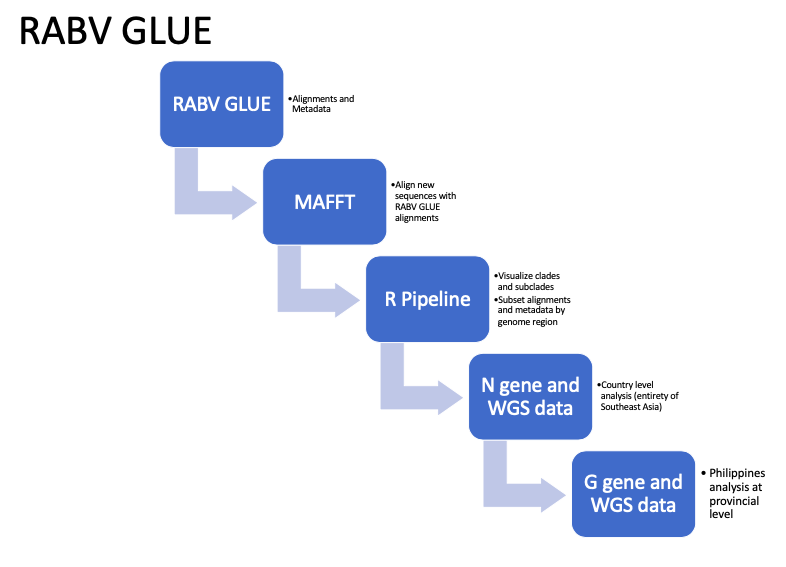 RABV GLUE
RABV GLUE
•Alignments and
Metadata
MAFFT
•Align new
sequences with
RABV GLUE
alignments
R Pipeline
•Visualize clades
and subclades
•Subset alignments
and metadata by
genome region
N gene and
WGS data
•Country level
analysis (entirety of
Southeast Asia)
G gene and
WGS data
• Philippines
analysis at
provincial
level